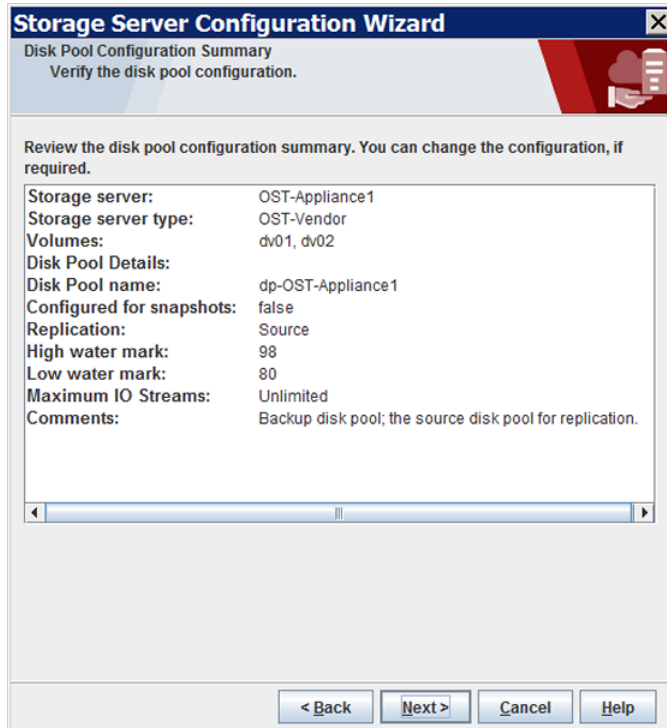 Storage Server Configuration Wizard
Disk Pool Configuration Summary
Verify the disk pool configuration.
Review the disk pool configuration summary. You can change the configuration, if
required.
Storage server: OST-Appliance1
Storage server type: OST-Vendor
Volumes: dv01, dv02
Disk Pool Details:
Disk Pool name: dp-OST-Appliance1
Configured for snapshots: false
Replication: Source
High water mark: 98
Low water mark: 80
Maximum IO Streams: Unlimited
Comments: Backup disk pool; the source disk pool for replication.
< Back Next > Cancel Help